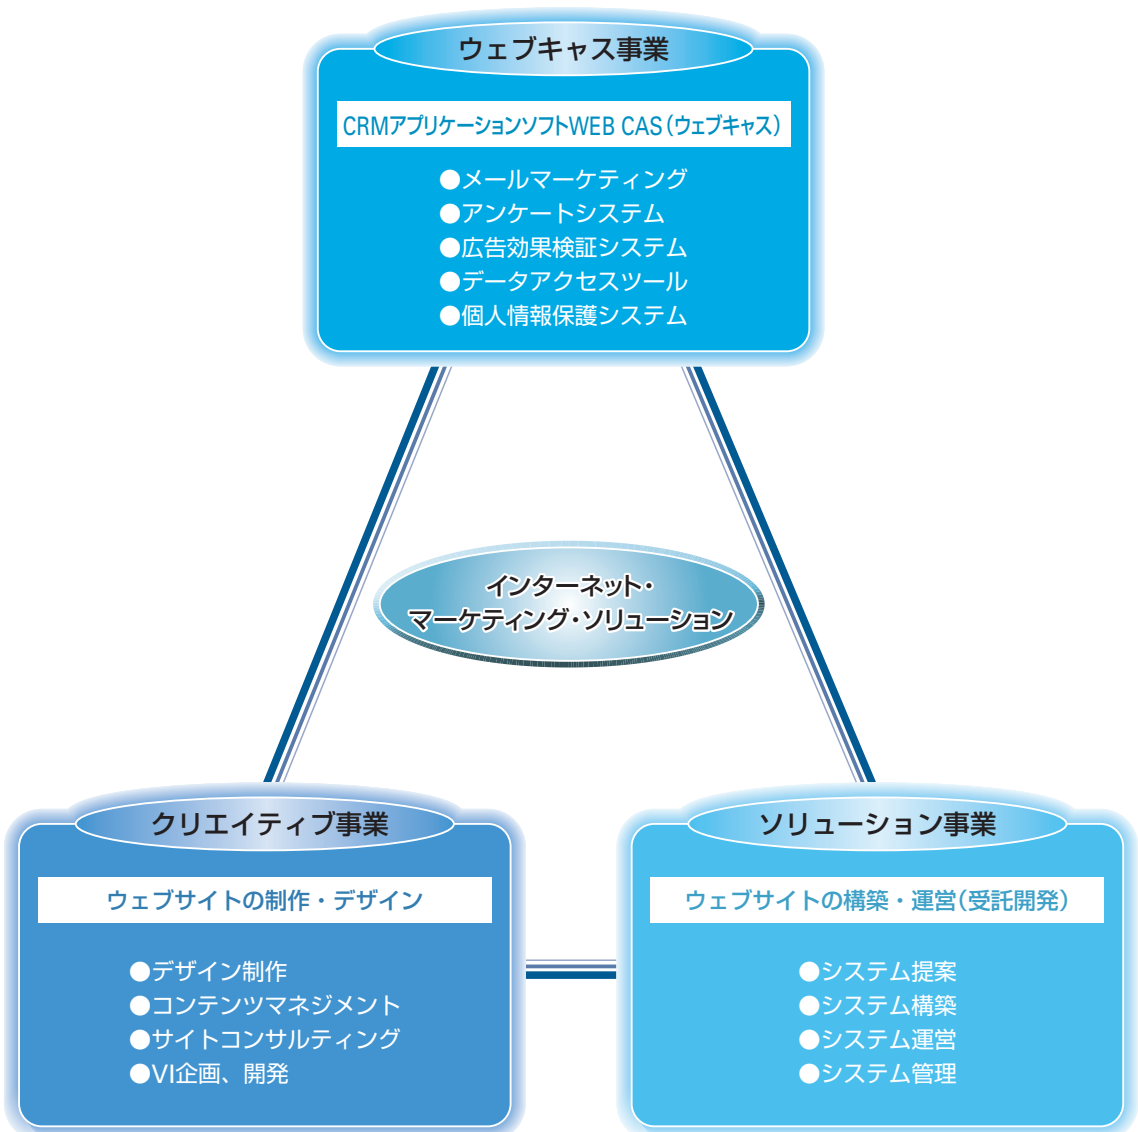 ウェブキャス事業
CRMアプリケーションソフトWEB CAS(ウェブキャス)
●メールマーケティング
●アンケートシステム
●広告効果検証システム
●データアクセスツール
●個人情報保護システム
インターネット・
マーケティング・ソリューション
クリエイティブ事業
ウェブサイトの制作・デザイン
●デザイン制作
●コンテンツマネジメント
●サイトコンサルティング
●VI企画、開発
ソリューション事業
ウェブサイトの構築・運営(受託開発)
●システム提案
●システム構築
●システム運営
●システム管理